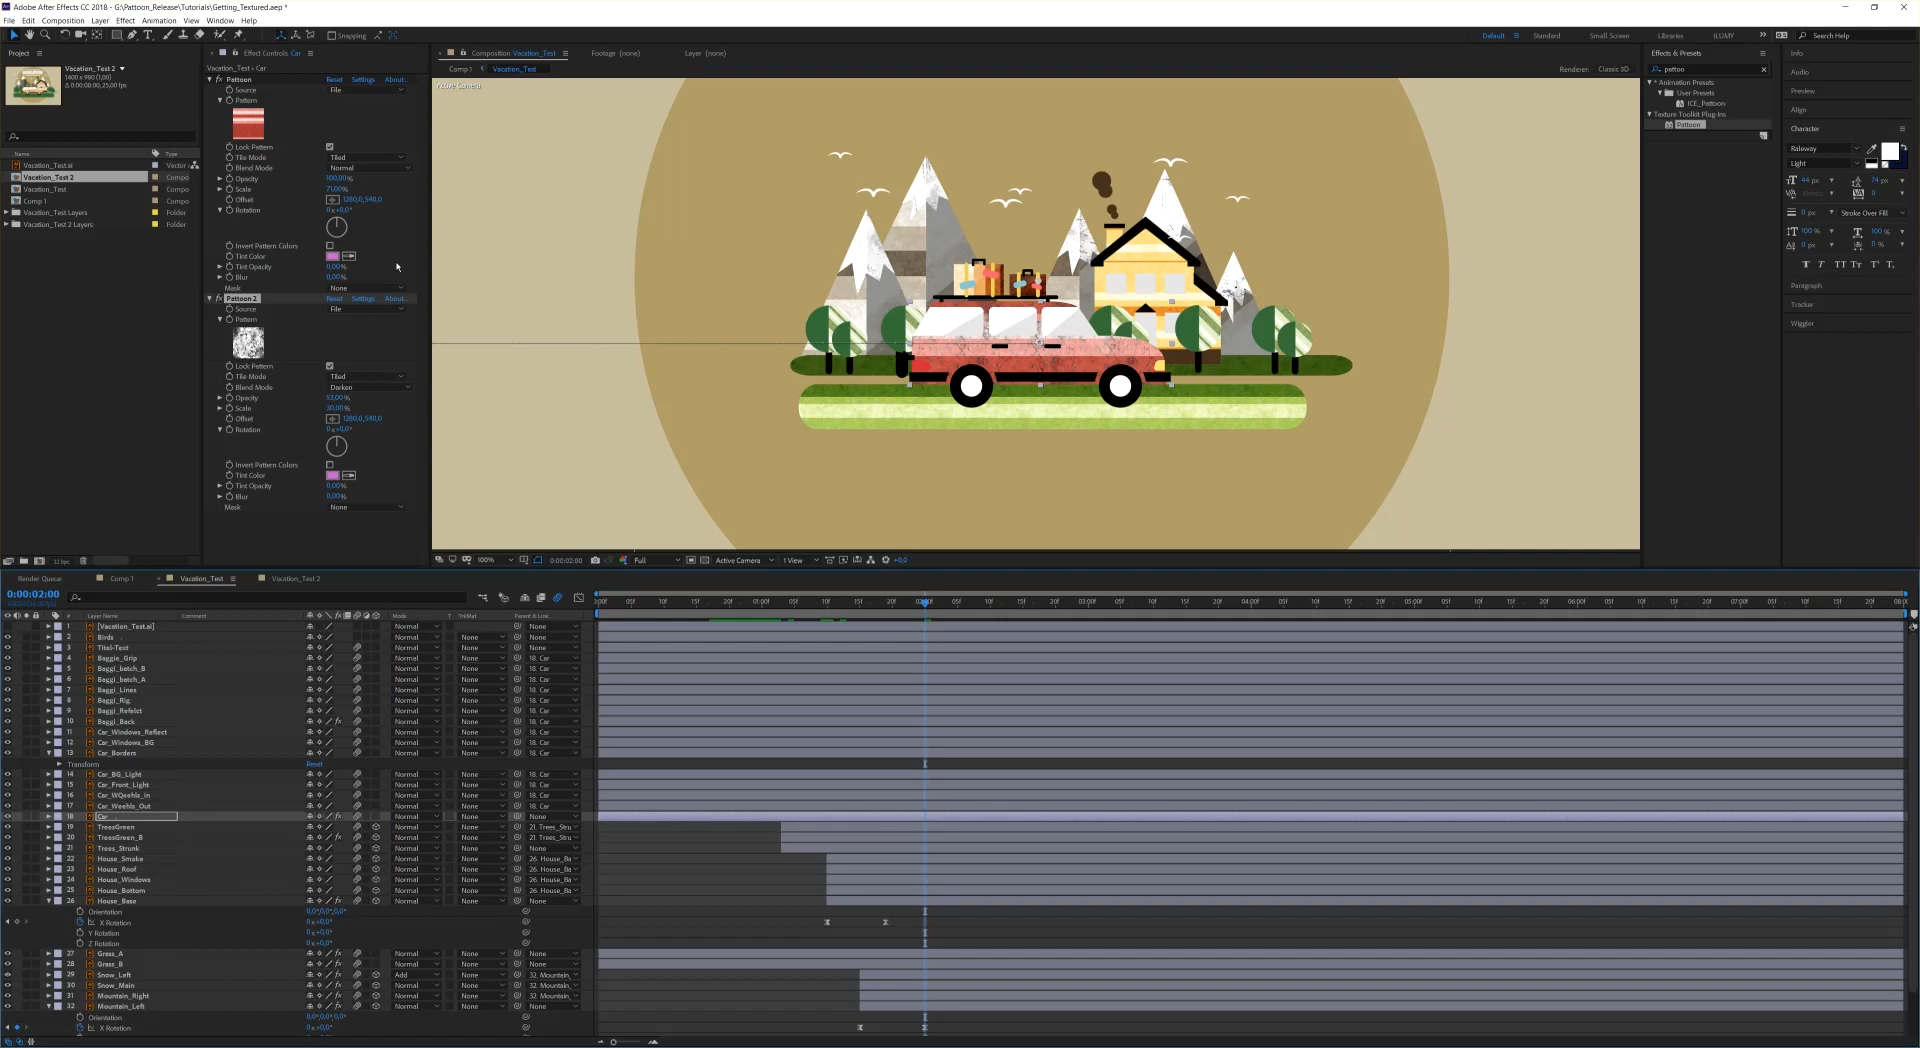 Adobe After Effects CC 2018 - G:\Pattoon_Release\Tutorials\Getting_Textured.aep *
File Edit Composition Layer Effect Animation View Window Help
Snapping
Default Standard Small Screen Libraries ILUMY Search Help
Project
Vacation_Test 2
1400 x 980 (1,00)
Δ 0:00:08:00, 25,00 fps
Name Type
Vacation_Test.ai Vector
Vacation_Test 2 Compo
Vacation_Test Compo
Comp 1 Compo
Vacation_Test Layers Folder
Vacation_Test 2 Layers Folder
32 bpc
Effect Controls Car
Vacation_Test • Car
Pattoon Reset Settings About...
Source File
Pattern
Lock Pattern
Tile Mode Tiled
Blend Mode Normal
Opacity 100,00%
Scale 71,00%
Offset 1280,0,540,0
Rotation 0x+0,0°
Invert Pattern Colors
Tint Color
Tint Opacity 0,00%
Blur 0,00%
Mask None
Pattoon 2 Reset Settings About...
Source File
Pattern
Lock Pattern
Tile Mode Tiled
Blend Mode Darken
Opacity 53,00%
Scale 30,00%
Offset 1280,0,540,0
Rotation 0x+0,0°
Invert Pattern Colors
Tint Color
Tint Opacity 0,00%
Blur 0,00%
Mask None
Composition Vacation_Test Footage (none) Layer (none)
Comp 1 Vacation_Test Renderer: Classic 3D
Active Camera
100% 0:00:02:00 Full Active Camera 1 View +0,0
Effects & Presets
pattoo
* Animation Presets
User Presets
ICE_Pattoon
Texture Toolkit Plug-Ins
Pattoon
Info
Audio
Preview
Align
Character
Raleway
Light
44 px 74 px
Metrics 0
0 px Stroke Over Fill
100 % 100 %
0 px 0 %
Paragraph
Tracker
Wiggler
Render Queue Comp 1 Vacation_Test Vacation_Test 2
0:00:02:00
# Layer Name Comment Mode T TrkMat Parent & Link
1 [Vacation_Test.ai] Normal None
2 Birds Normal None None
3 Titel-Text Normal None None
4 Baggie_Grip Normal None 18. Car
5 Baggi_batch_B Normal None 18. Car
6 Baggi_batch_A Normal None 18. Car
7 Baggi_Lines Normal None 18. Car
8 Baggi_Rig Normal None 18. Car
9 Baggi_Refelct Normal None 18. Car
10 Baggi_Back Normal None 18. Car
11 Car_Windows_Reflect Normal None 18. Car
12 Car_Windows_BG Normal None 18. Car
13 Car_Borders Normal None 18. Car
Transform Reset
14 Car_BG_Light Normal None 18. Car
15 Car_Front_Light Normal None 18. Car
16 Car_WQeehls_In Normal None 18. Car
17 Car_Weehls_Out Normal None 18. Car
18 Car Normal None None
19 TreesGreen Normal None 21. Trees_Stru
20 TreesGreen_B Normal None 21. Trees_Stru
21 Trees_Strunk Normal None None
22 House_Smoke Normal None 26. House_Ba
23 House_Roof Normal None 26. House_Ba
24 House_Windows Normal None 26. House_Ba
25 House_Bottom Normal None 26. House_Ba
26 House_Base Normal None None
Orientation 0,0°,0,0°,0,0°
X Rotation 0x+0,0°
Y Rotation 0x+0,0°
Z Rotation 0x+0,0°
27 Grass_A Normal None None
28 Grass_B Normal None None
29 Snow_Left Add None 32. Mountain_
30 Snow_Main Normal None 32. Mountain_
31 Mountain_Right Normal None 32. Mountain_
32 Mountain_Left Normal None None
Orientation 0,0°,0,0°,0,0°
X Rotation 0x+0,0°